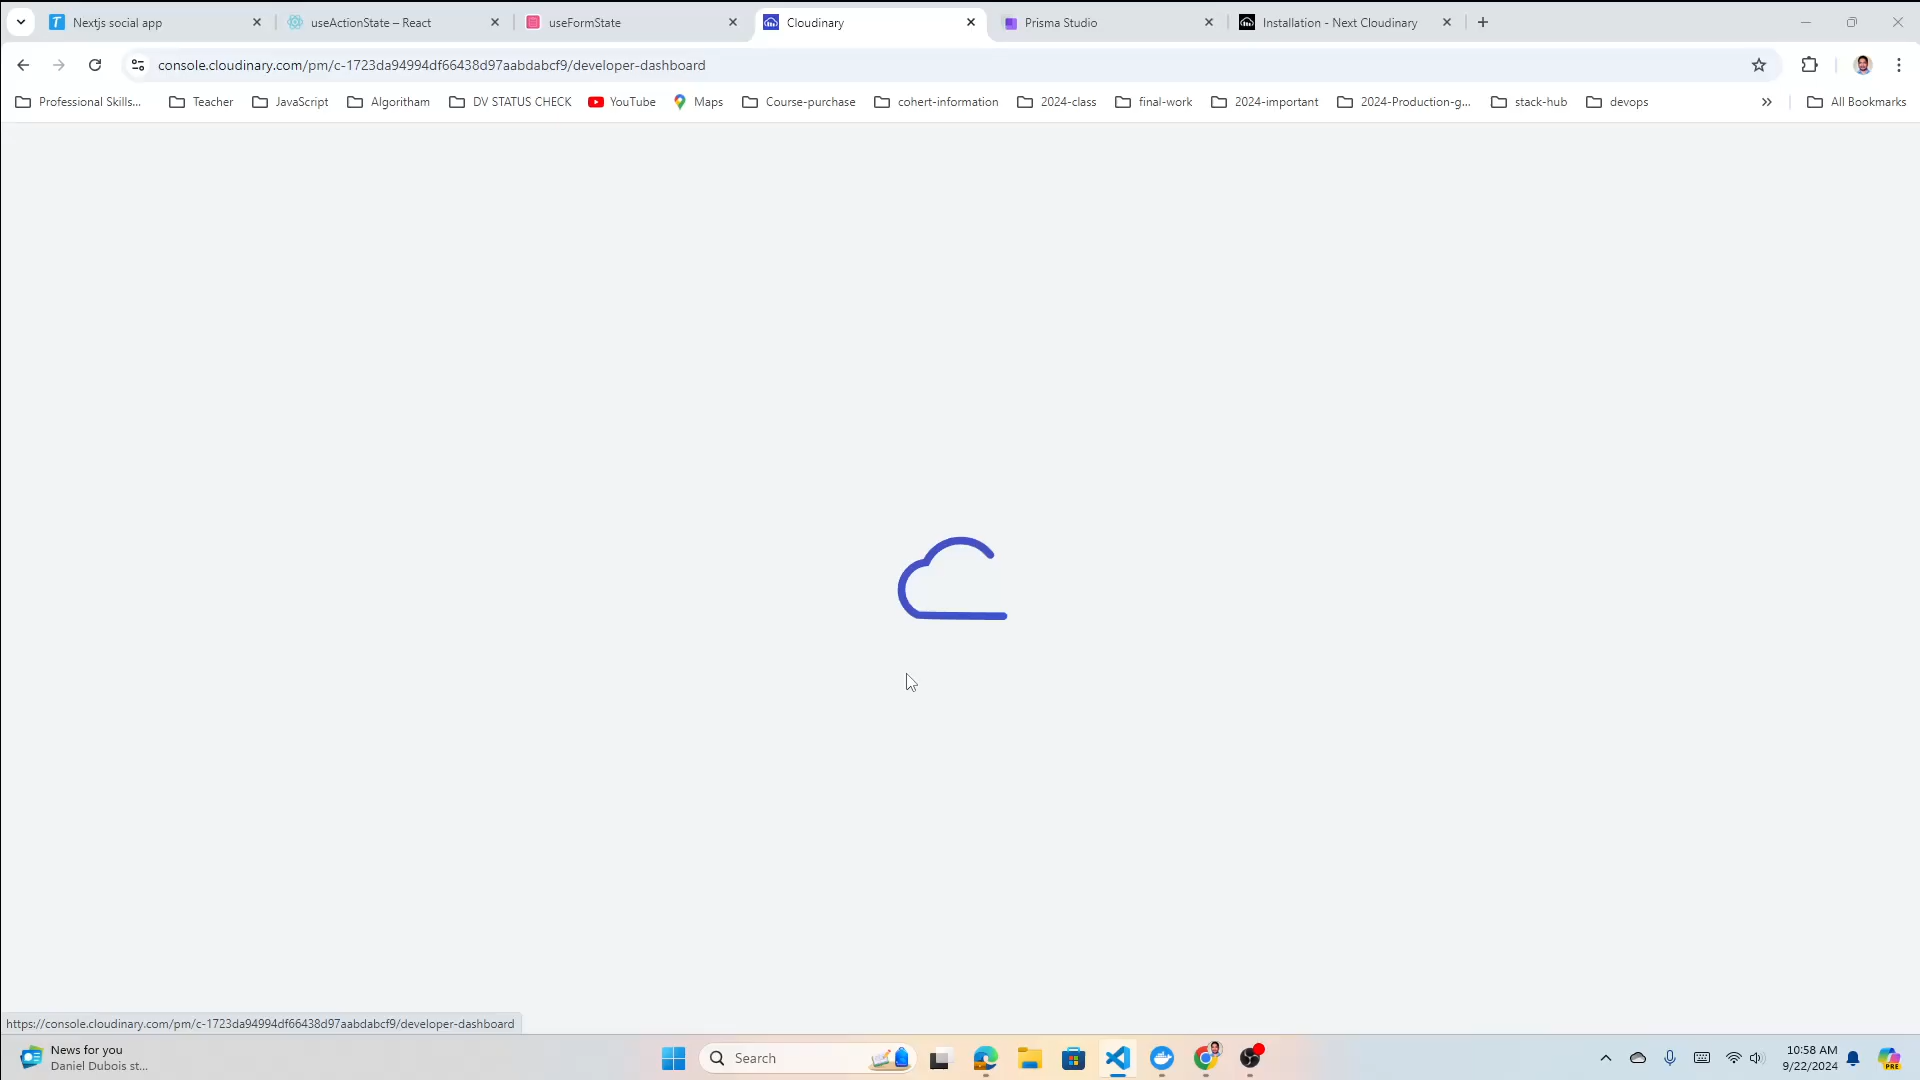 Nextjs social app
useActionState – React
useFormState
Cloudinary
Prisma Studio
Installation - Next Cloudinary
console.cloudinary.com/pm/c-1723da94994df66438d97aabdabcf9/developer-dashboard
Professional Skills...
Teacher
JavaScript
Algoritham
DV STATUS CHECK
YouTube
Maps
Course-purchase
cohert-information
2024-class
final-work
2024-important
2024-Production-g...
stack-hub
devops
All Bookmarks
https://console.cloudinary.com/pm/c-1723da94994df66438d97aabdabcf9/developer-dashboard
News for you
Daniel Dubois st...
Search
10:58 AM
9/22/2024
PRE